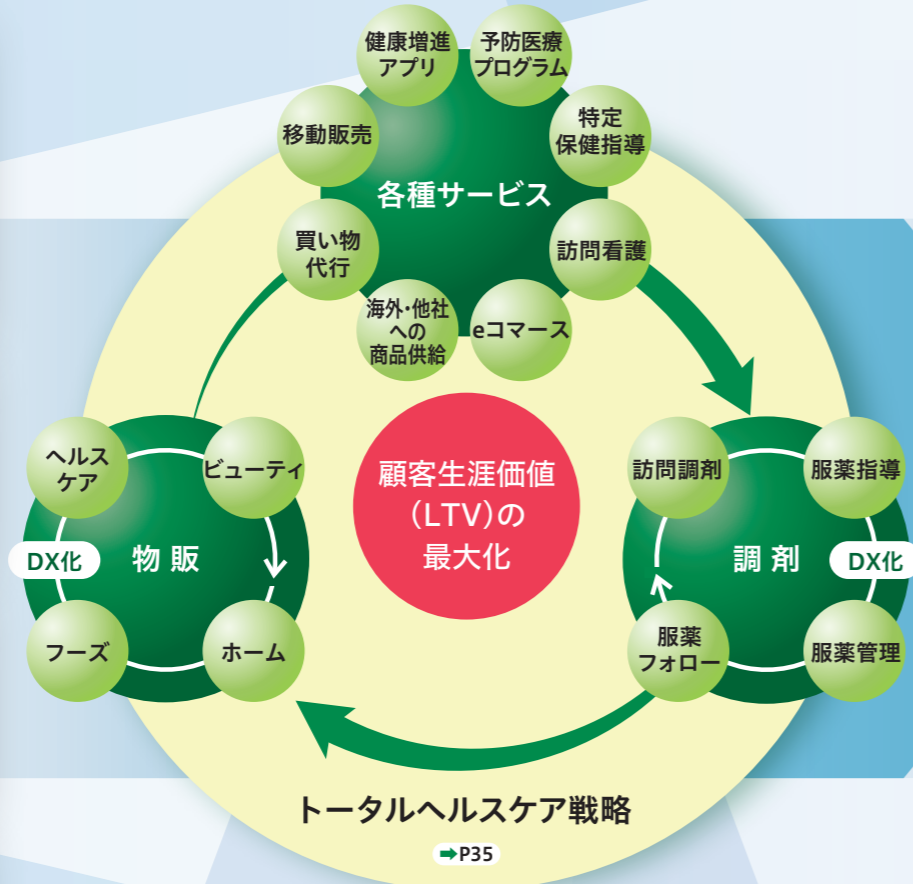 健康増進
アプリ
予防医療
プログラム
移動販売
特定
保健指導
各種サービス
買い物
代行
訪問看護
海外・他社
への
商品供給
eコマース
顧客生涯価値
（LTV）の
最大化
ヘルス
ケア
ビューティ
DX化
物販
フーズ
ホーム
訪問調剤
服薬指導
調剤
DX化
服薬
フォロー
服薬管理
トータルヘルスケア戦略
➡P35